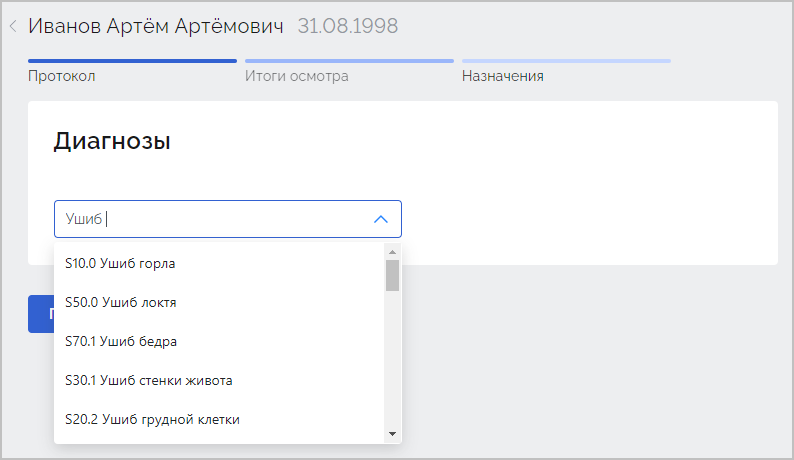 Иванов Артём Артёмович 31.08.1998
Протокол Итоги осмотра Назначения
Диагнозы
Ушиб
S10.0 Ушиб горла
S50.0 Ушиб локтя
S70.1 Ушиб бедра
S30.1 Ушиб стенки живота
S20.2 Ушиб грудной клетки